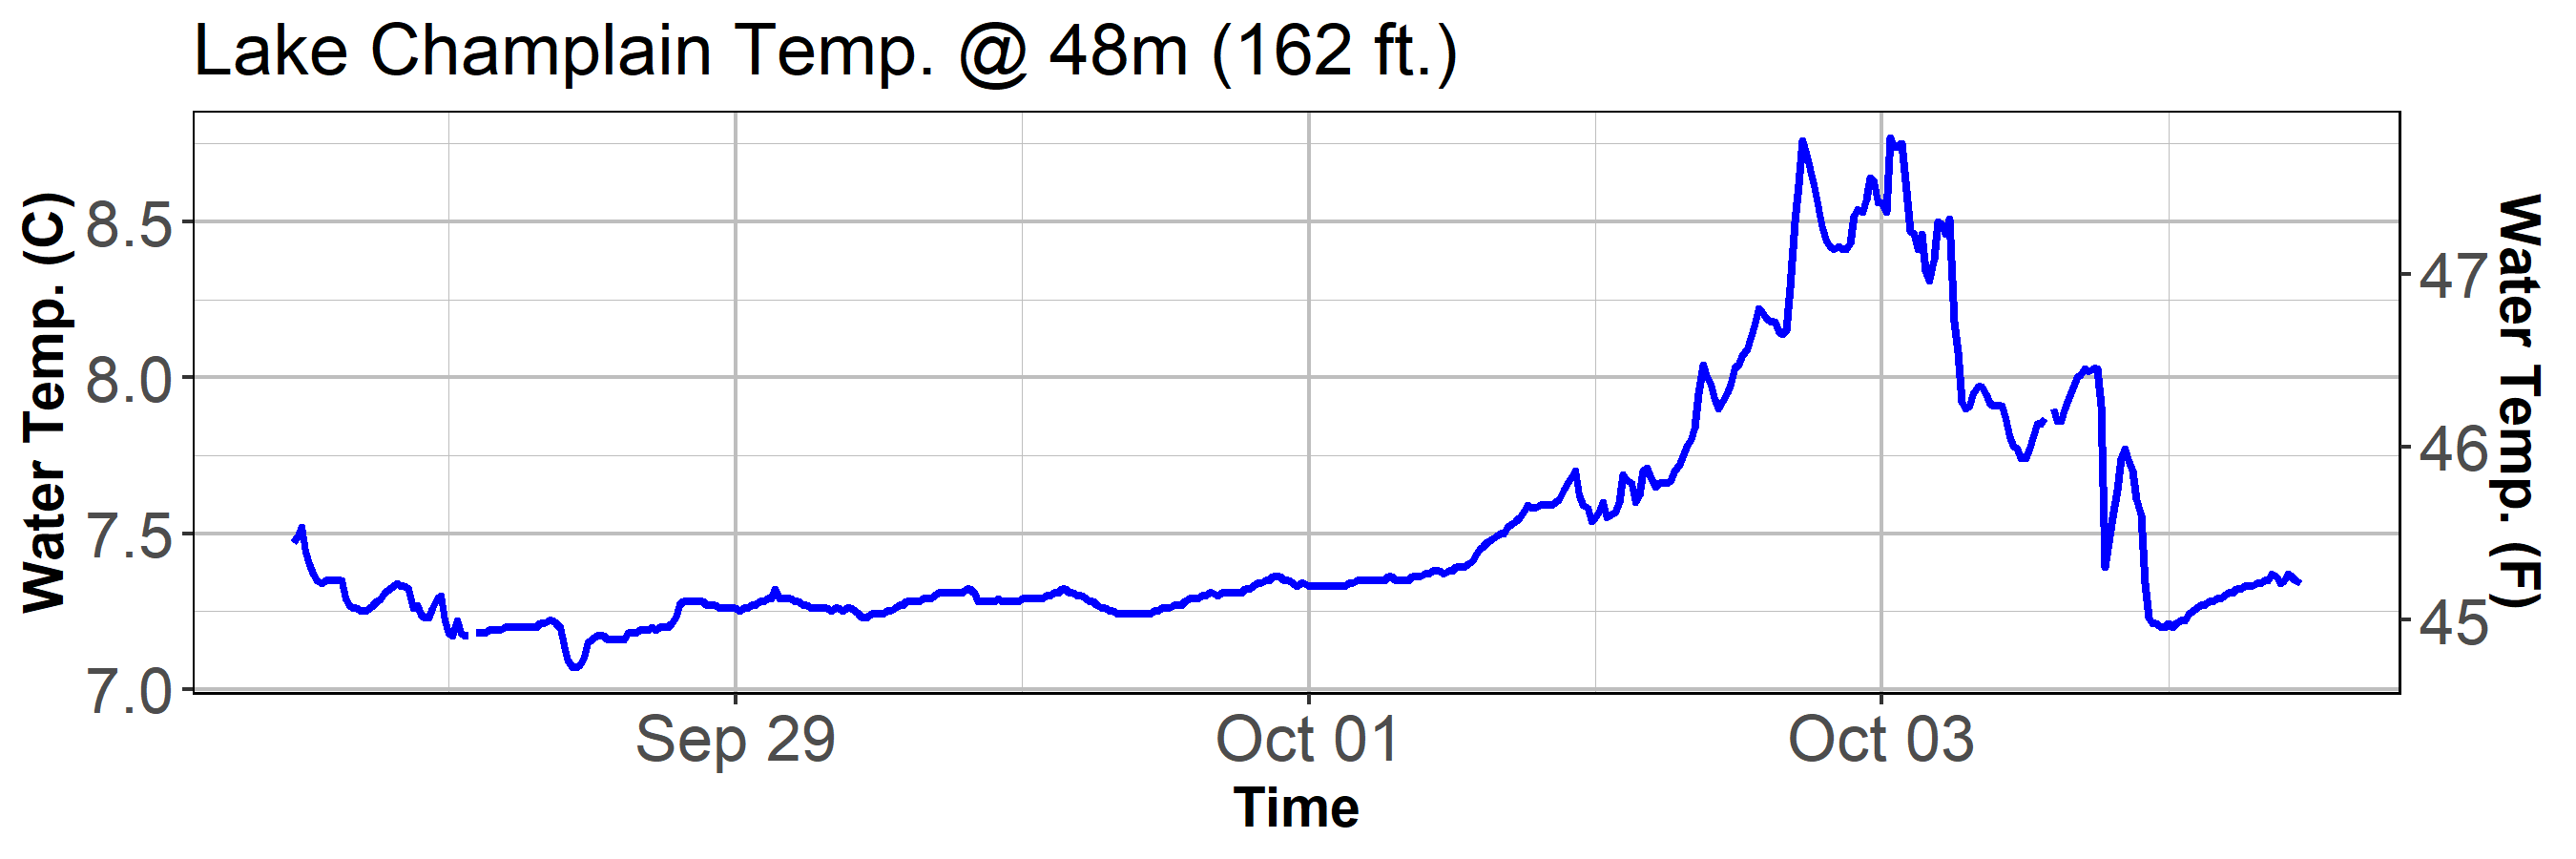 Lake Champlain Temp. @ 48m (162 ft.)
Water Temp. (C)
8.5
8.0
7.5
7.0
47
46
45
Water Temp. (F)
Sep 29
Oct 01
Oct 03
Time